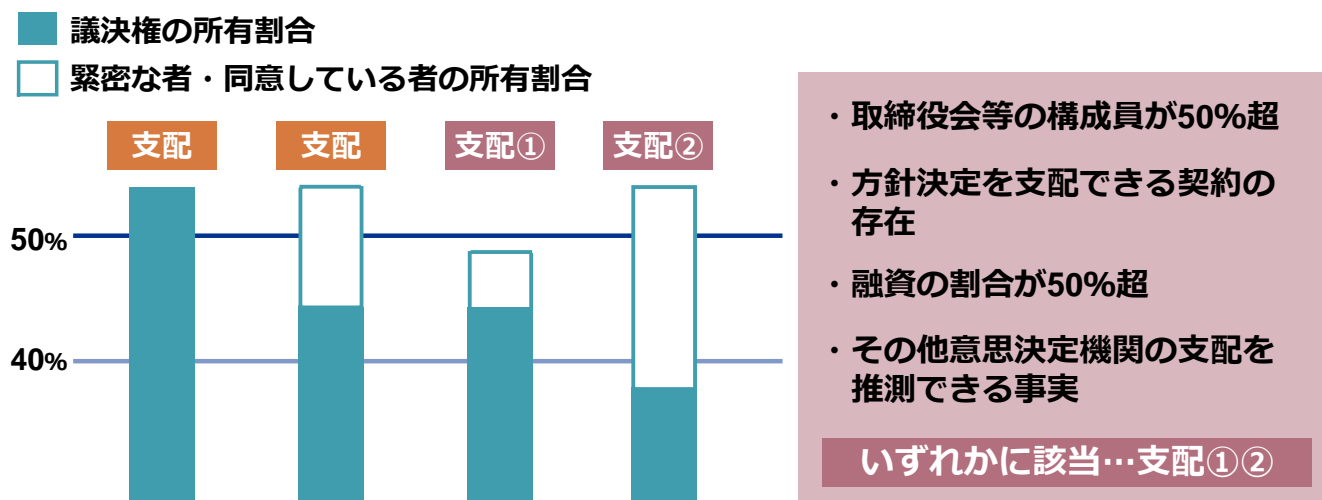 議決権の所有割合
緊密な者・同意している者の所有割合
支配
支配
支配①
支配②
50%
40%
・取締役会等の構成員が50%超
・方針決定を支配できる契約の
存在
・融資の割合が50%超
・その他意思決定機関の支配を
推測できる事実
いずれかに該当…支配①②